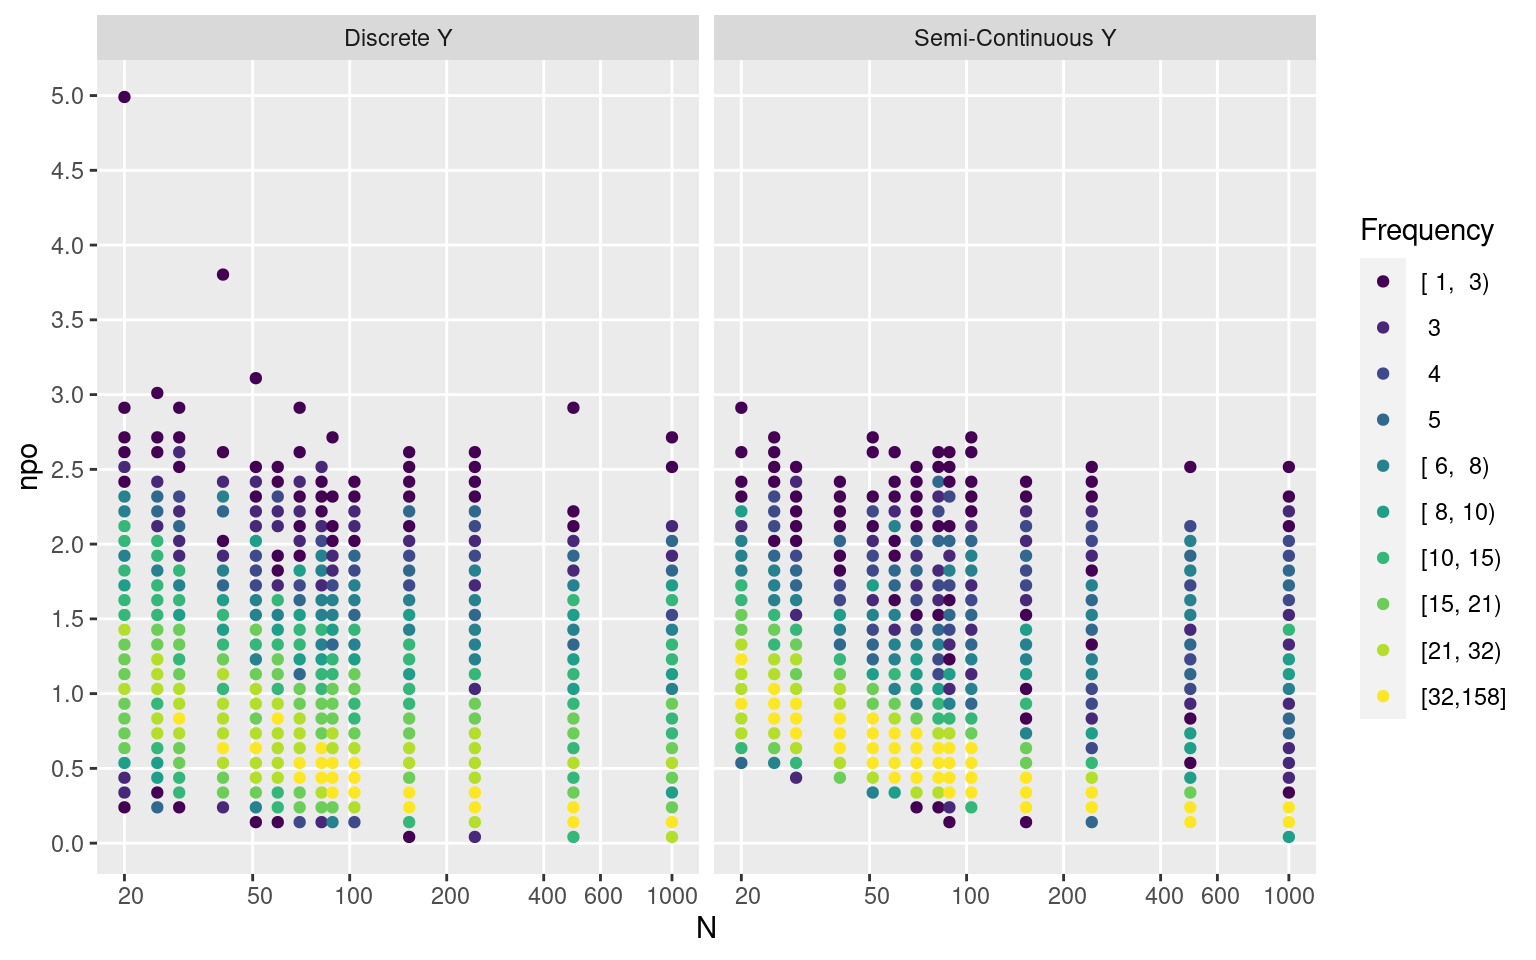 Discrete Y
Semi-Continuous Y
5.0
4.5
4.0
3.5
3.0
2.5
2.0
1.5
1.0
0.5
0.0
npo
20 50 100 200 400 600 1000
20 50 100 200 400 600 1000
N
Frequency
[ 1,  3)
3
4
5
[ 6,  8)
[ 8, 10)
[10, 15)
[15, 21)
[21, 32)
[32,158]